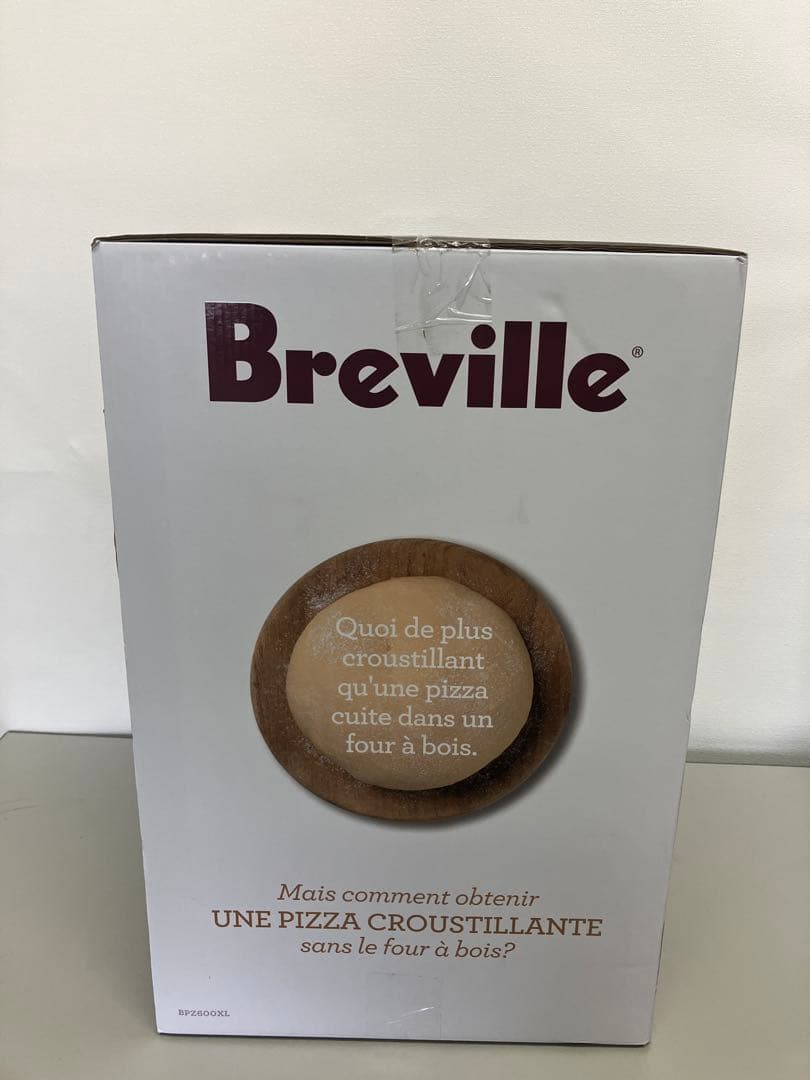 Breville®
Quoi de plus
croustillant
qu'une pizza
cuite dans un
four à bois.
Mais comment obtenir
UNE PIZZA CROUSTILLANTE
sans le four à bois?
BPZ600XL